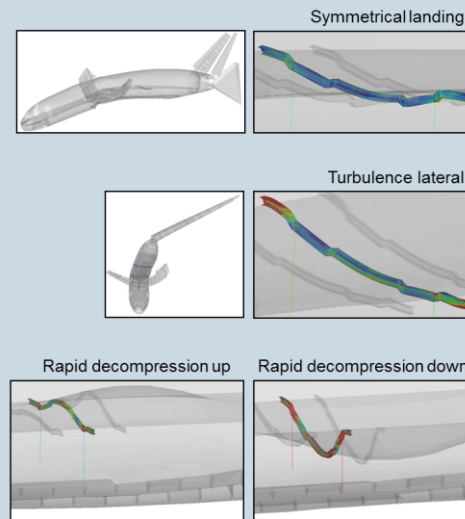 Symmetrical landing
Turbulence lateral
Rapid decompression up
Rapid decompression down